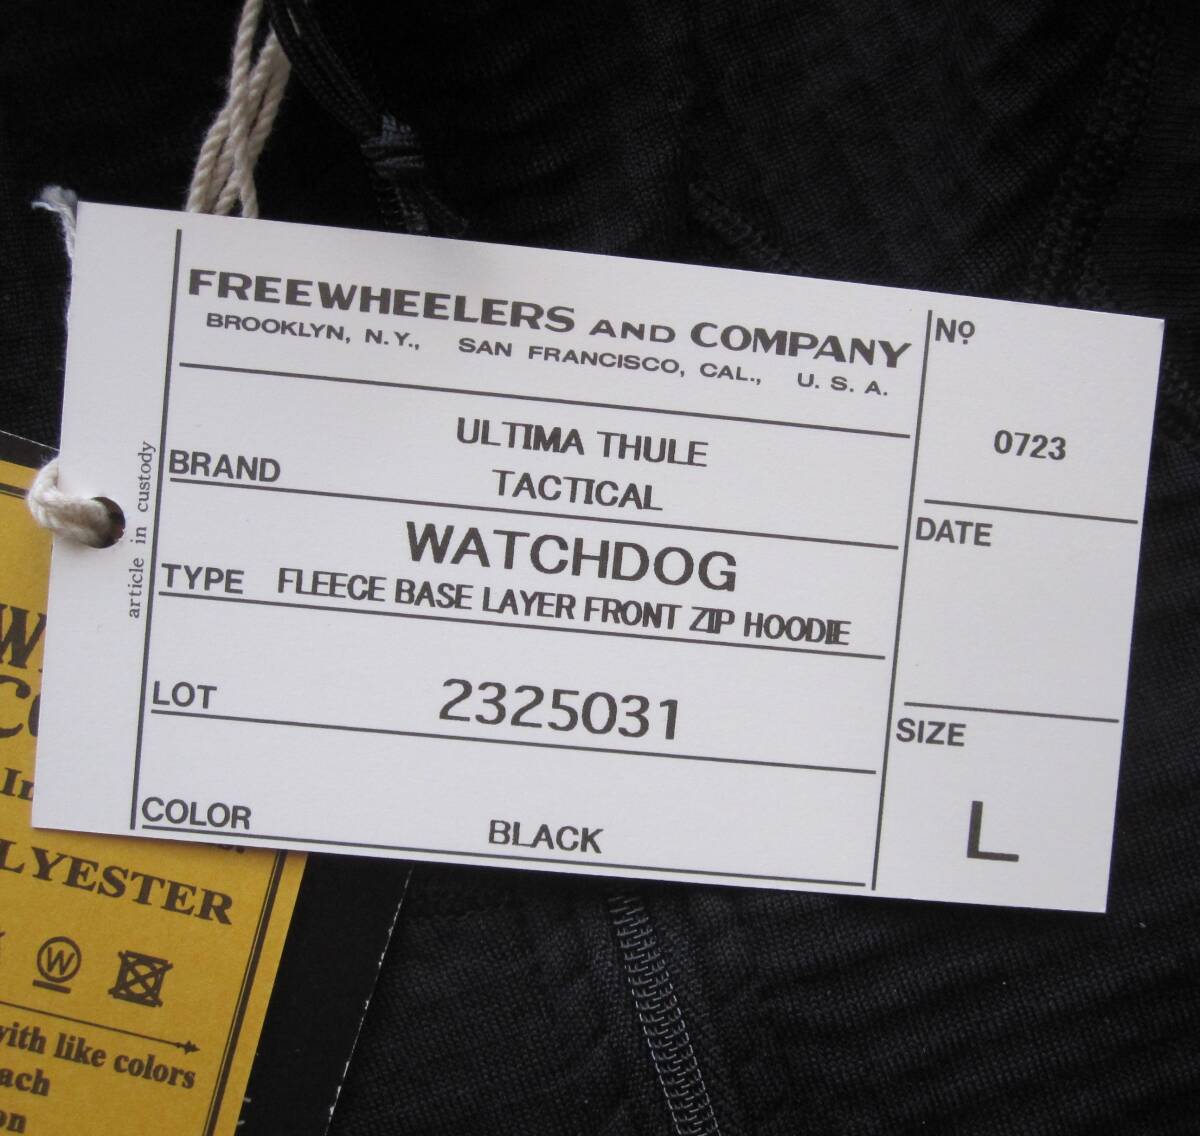 FREEWHEELERS AND COMPANY
BROOKLYN, N.Y., SAN FRANCISCO, CAL., U. S. A.
BRAND ULTIMA THULE
TACTICAL
WATCHDOG
TYPE FLEECE BASE LAYER FRONT ZIP HOODIE
LOT 2325031
COLOR BLACK
No
0723
DATE
SIZE
L
article in custody
LYESTER
W
with like colors